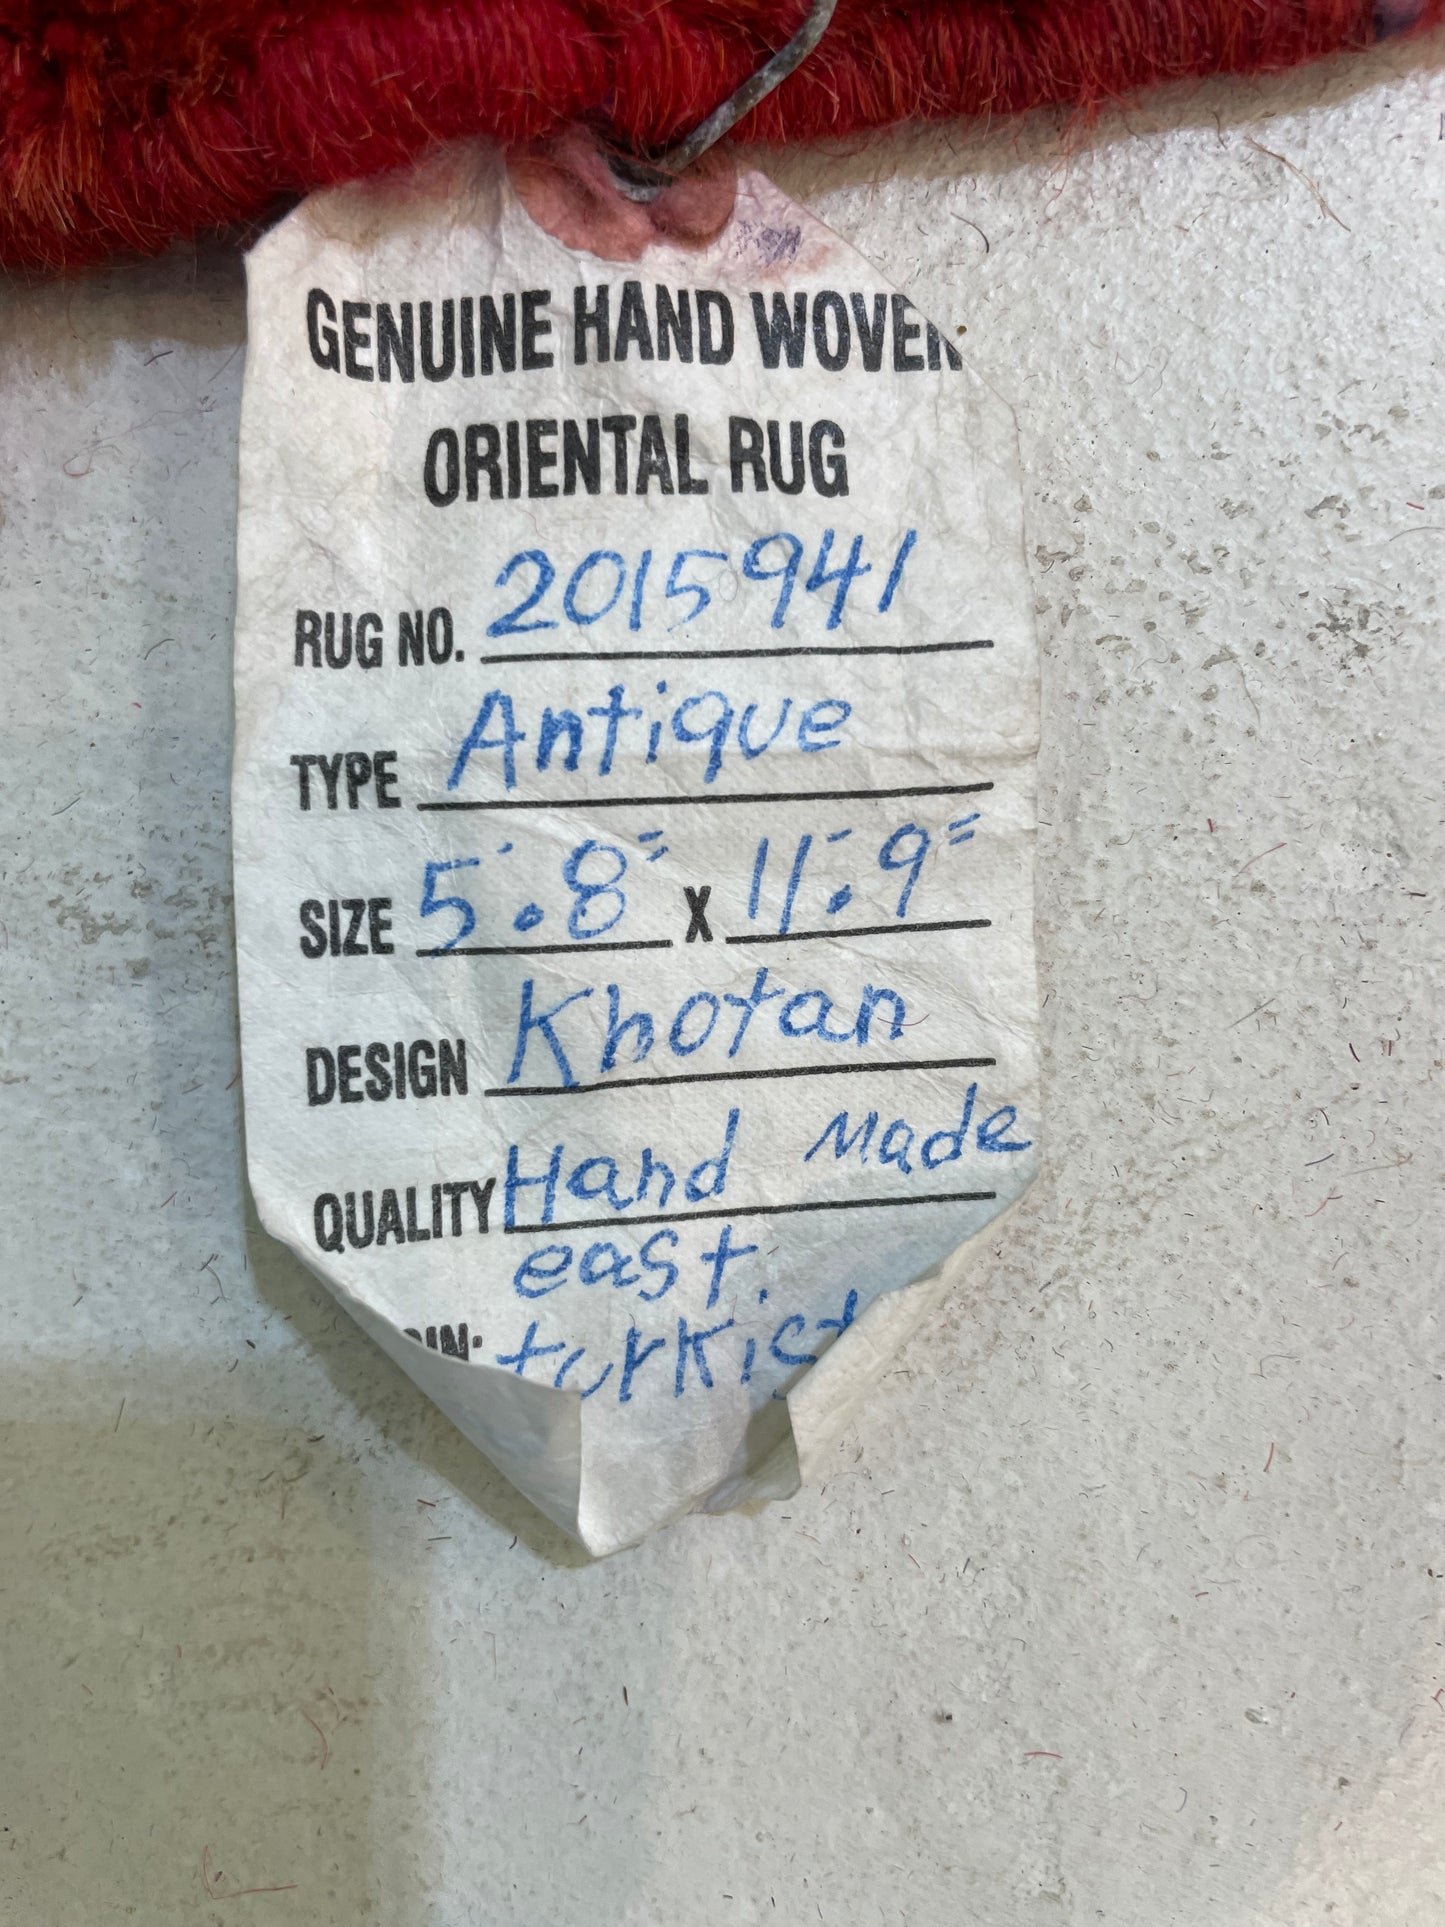 GENUINE HAND WOVEN
ORIENTAL RUG
RUG NO. 2015941
TYPE Antique
SIZE 5'.8" X 11'.9"
DESIGN Khotan
QUALITY Hand Made
east.